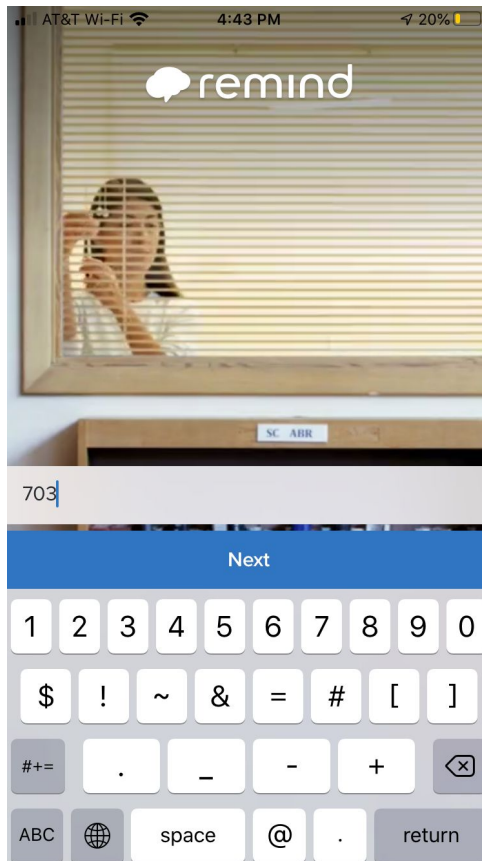 AT&T Wi-Fi 4:43 PM 20%
remind
SC ABR
703
Next
1 2 3 4 5 6 7 8 9 0
$ ! ~ & = # [ ]
#+= . _ - +
ABC space @ . return